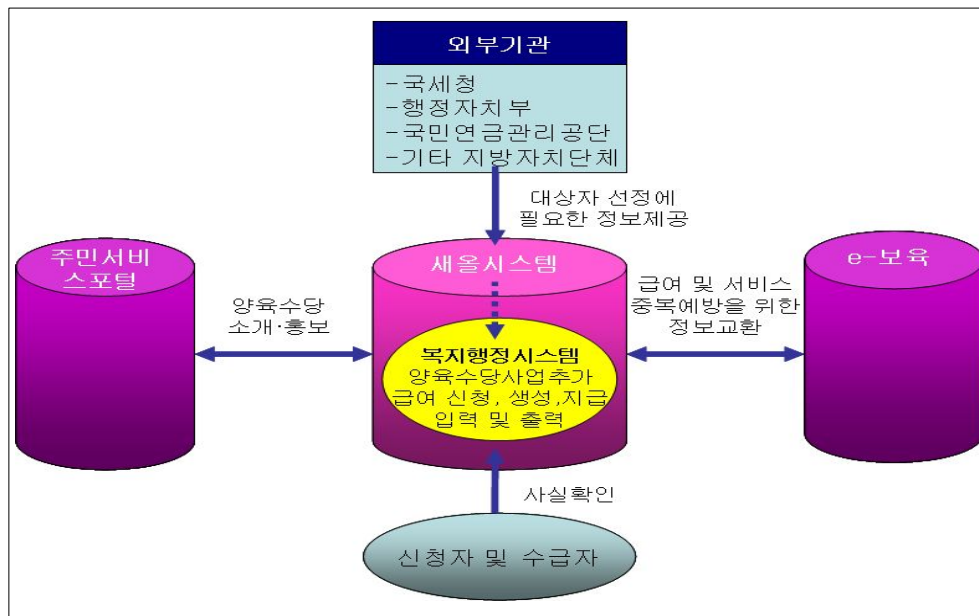 외부기관
-국세청
-행정자치부
-국민연금관리공단
-기타 지방자치단체
대상자 선정에
필요한 정보제공
주민서비
스포털
새올시스템
e-보육
양육수당
소개·홍보
급여 및 서비스
중복예방을 위한
정보교환
복지행정시스템
양육수당사업추가
급여 신청, 생성,지급
입력 및 출력
사실확인
신청자 및 수급자